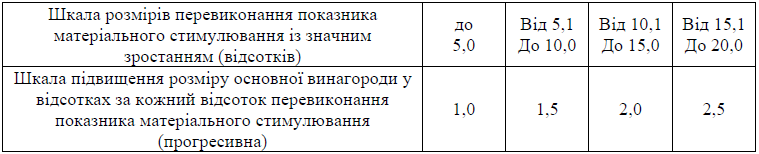 Шкала розмірів перевиконання показника
матеріального стимулювання із значним
зростанням (відсотків)
до
5,0
Від 5,1
До 10,0
Від 10,1
До 15,0
Від 15,1
До 20,0
Шкала підвищення розміру основної винагороди у
відсотках за кожний відсоток перевиконання
показника матеріального стимулювання
(прогресивна)
1,0
1,5
2,0
2,5